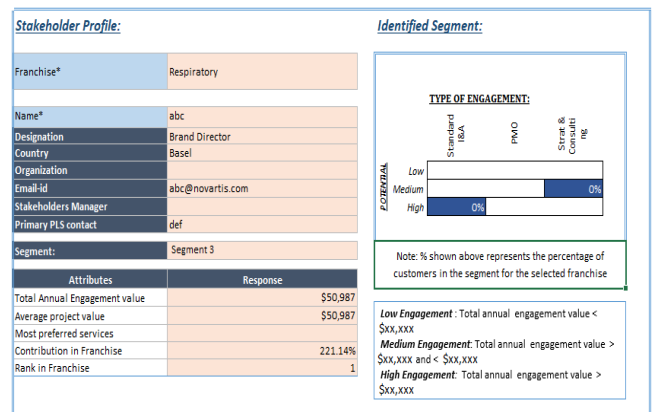 Stakeholder Profile:
Identified Segment:
Franchise* Respiratory
Name* abc
Designation Brand Director
Country Basel
Organization
Email-id abc@novartis.com
Stakeholders Manager
Primary PLS contact def
Segment: Segment 3
Attributes Response
Total Annual Engagement value $50,987
Average project value $50,987
Most preferred services
Contribution in Franchise 221.14%
Rank in Franchise 1
TYPE OF ENGAGEMENT:
Standard
I&A
PMO
Strat &
Consulti
ng
POTENTIAL
Low
Medium 0%
High 0%
Note: % shown above represents the percentage of
customers in the segment for the selected franchise
Low Engagement : Total annual engagement value <
$xx,xxx
Medium Engagement: Total annual engagement value >
$xx,xxx and < $xx,xxx
High Engagement: Total annual engagement value >
$xx,xxx